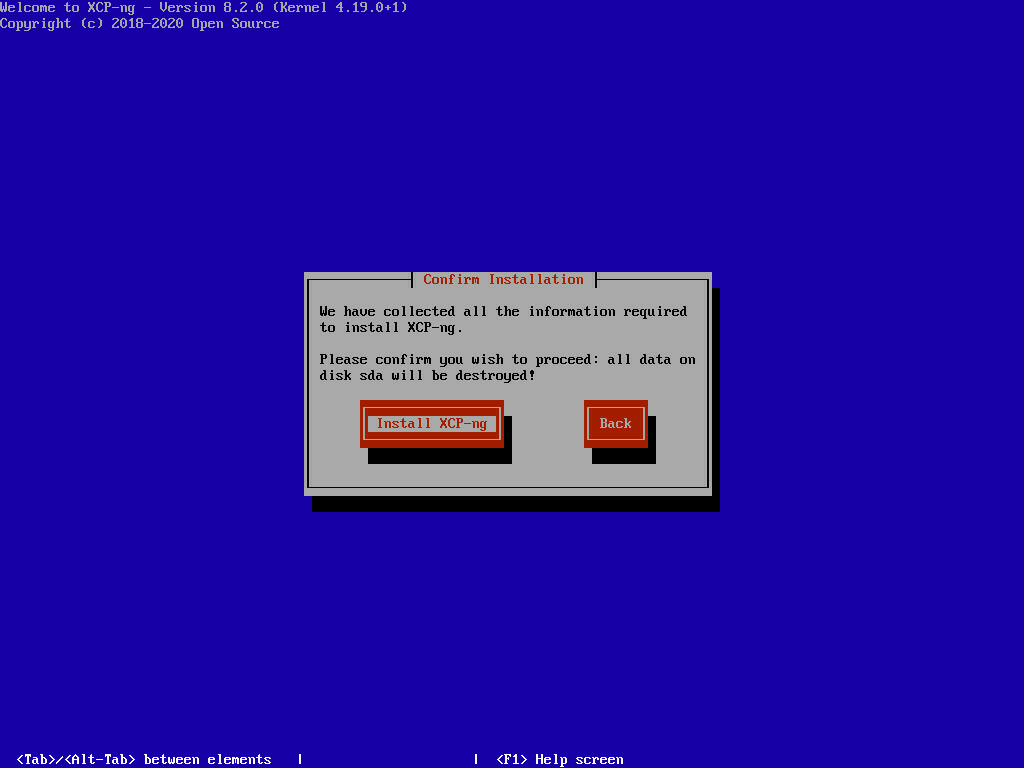 Welcome to XCP-ng - Version 8.2.0 (Kernel 4.19.0+1)
Copyright (c) 2018-2020 Open Source
Confirm Installation
We have collected all the information required
to install XCP-ng.
Please confirm you wish to proceed: all data on
disk sda will be destroyed!
Install XCP-ng
Back
<Tab>/<Alt-Tab> between elements | | <F1> Help screen